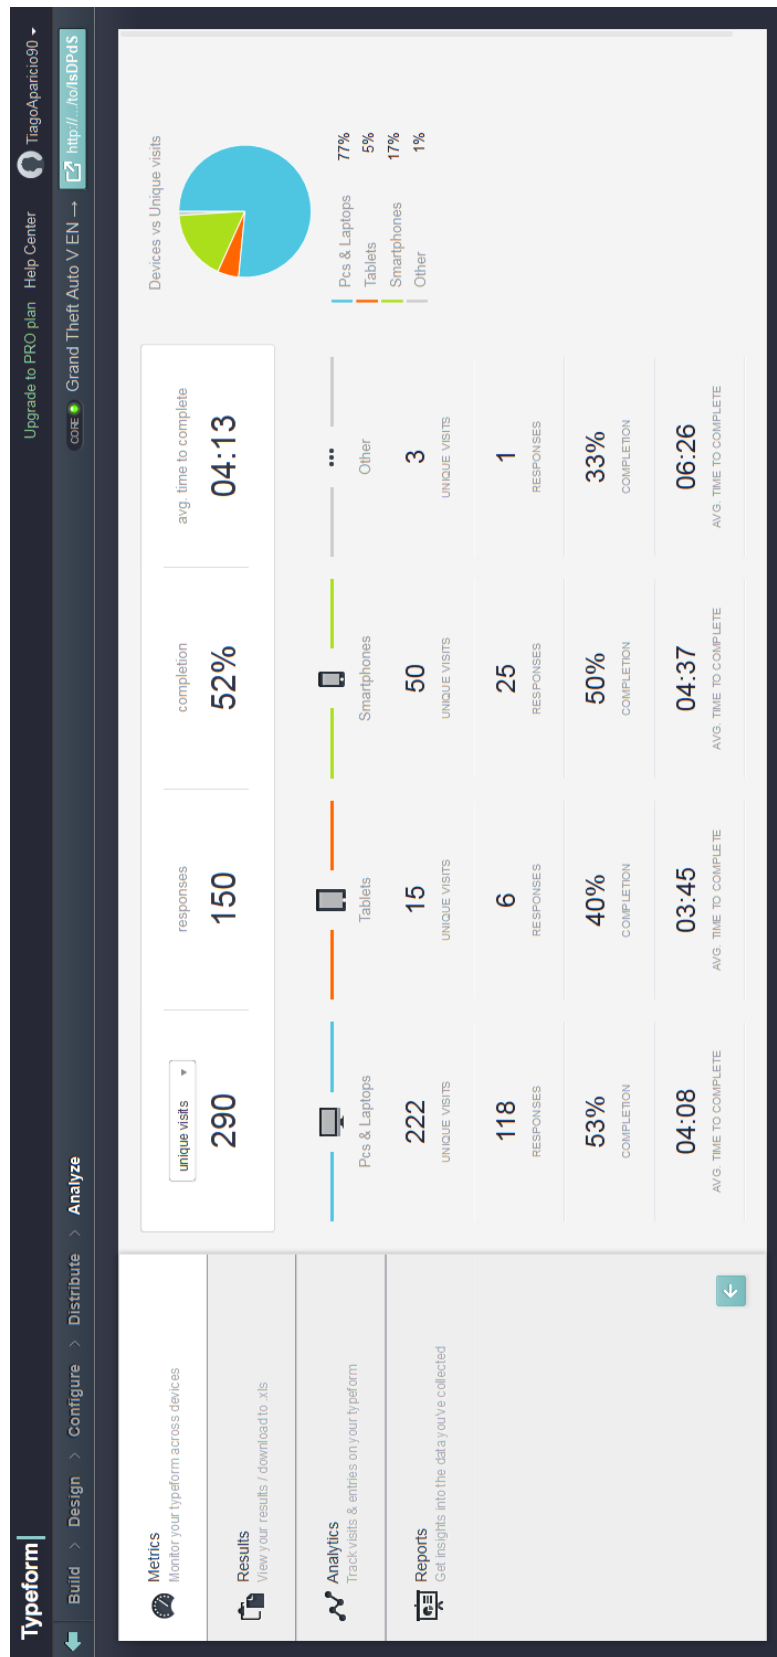 Typeform
Upgrade to PRO plan Help Center TiagoAparicio90
Build > Design > Configure > Distribute > Analyze
CORE Grand Theft Auto V EN → http://.../to/IsDPdS
Metrics
Monitor your typeform across devices
Results
View your results / download to .xls
Analytics
Track visits & entries on your typeform
Reports
Get insights into the data you've collected
unique visits responses completion avg. time to complete
290 150 52% 04:13
Pcs & Laptops Tablets Smartphones Other
222 15 50 3
UNIQUE VISITS UNIQUE VISITS UNIQUE VISITS UNIQUE VISITS
118 6 25 1
RESPONSES RESPONSES RESPONSES RESPONSES
53% 40% 50% 33%
COMPLETION COMPLETION COMPLETION COMPLETION
04:08 03:45 04:37 06:26
AVG. TIME TO COMPLETE AVG. TIME TO COMPLETE AVG. TIME TO COMPLETE AVG. TIME TO COMPLETE
Devices vs Unique visits
Pcs & Laptops 77%
Tablets 5%
Smartphones 17%
Other 1%